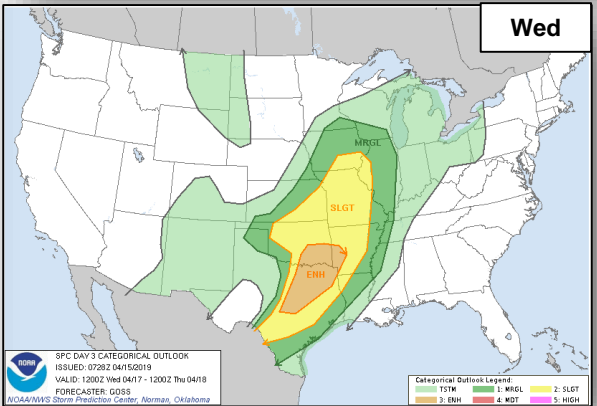 Wed
MRGL
SLGT
ENH
SPC DAY 3 CATEGORICAL OUTLOOK
ISSUED: 0728Z 04/15/2019
VALID: 1200Z Wed 04/17 - 1200Z Thu 04/18
FORECASTER: GOSS
NOAA/NWS Storm Prediction Center, Norman, Oklahoma
NOAA
Categorical Outlook Legend:
TSTM 1: MRGL 2: SLGT
3: ENH 4: MDT 5: HIGH